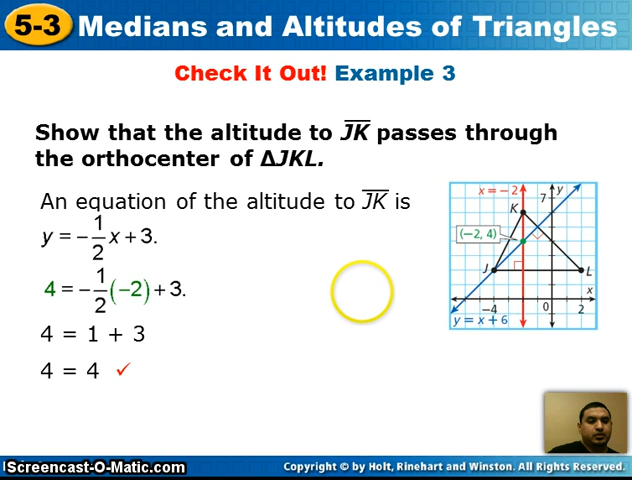 5-3 Medians and Altitudes of Triangles
Check It Out! Example 3
Show that the altitude to JK passes through
the orthocenter of ΔJKL.
An equation of the altitude to JK is
y = -1/2 x + 3.
4 = -1/2 (-2) + 3.
4 = 1 + 3
4 = 4 ✓
x = -2
7
y
K
(-2, 4)
J
L
x
-4
0
2
y = x + 6
Screencast-O-Matic.com
Copyright © by Holt, Rinehart and Winston. All Rights Reserved.